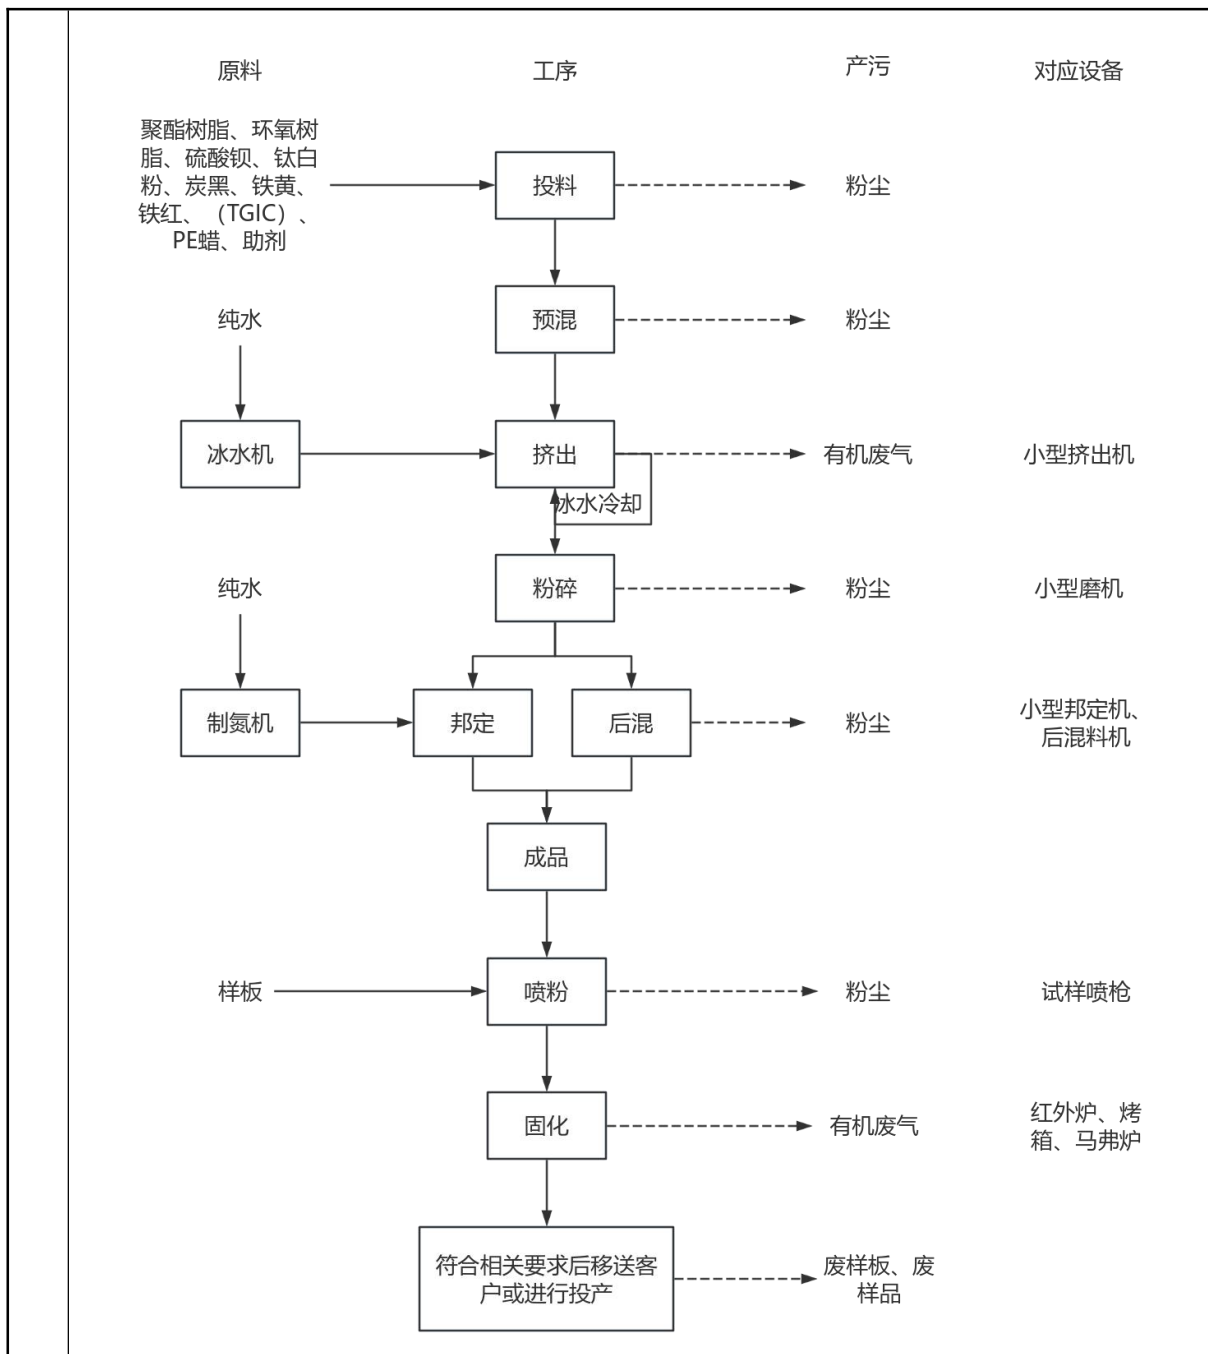 原料
工序
产污
对应设备
聚酯树脂、环氧树
脂、硫酸钡、钛白
粉、炭黑、铁黄、
铁红、（TGIC）、
PE蜡、助剂
投料
粉尘
预混
粉尘
纯水
冰水机
挤出
有机废气
小型挤出机
冰水冷却
粉碎
粉尘
小型磨机
纯水
制氮机
邦定
后混
粉尘
小型邦定机、
后混料机
成品
样板
喷粉
粉尘
试样喷枪
固化
有机废气
红外炉、烤
箱、马弗炉
符合相关要求后移送客
户或进行投产
废样板、废
样品